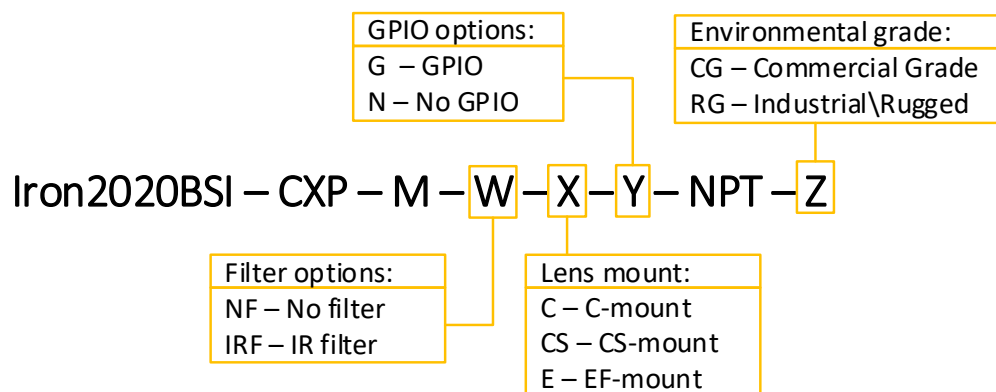 GPIO options:
G – GPIO
N – No GPIO
Environmental grade:
CG – Commercial Grade
RG – Industrial\Rugged
Iron2020BSI – CXP – M – W – X – Y – NPT – Z
Filter options:
NF – No filter
IRF – IR filter
Lens mount:
C – C-mount
CS – CS-mount
E – EF-mount